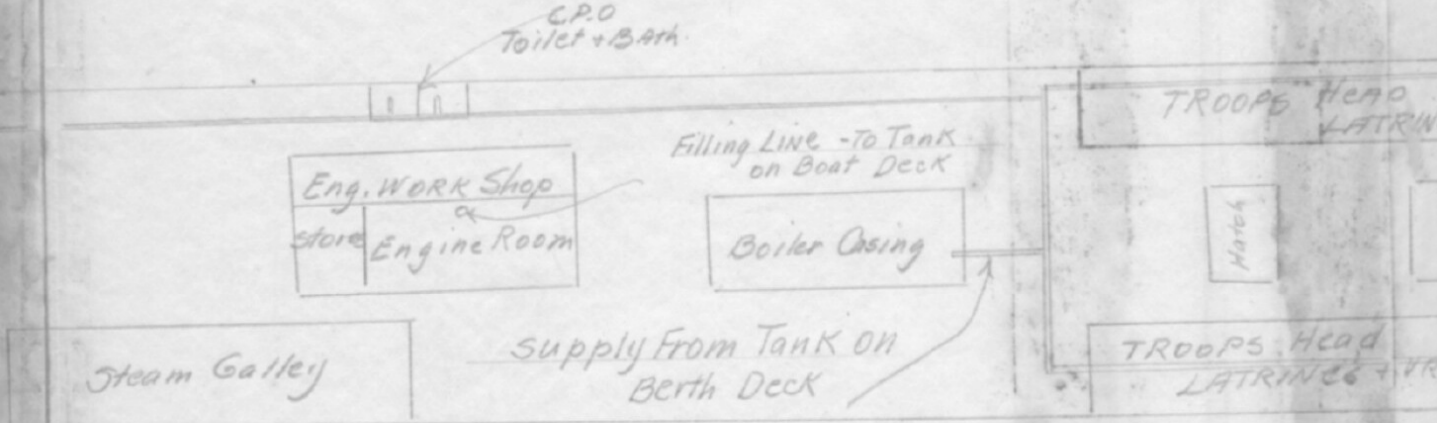 C.P.O
Toilet + BAth.
TROOPS Head
Filling Line - To Tank
on Boat Deck
Eng. WORK Shop
store
Engine Room
Boiler Casing
Hatch
Supply From Tank on
Berth Deck
Steam Galley
TROOPS Head
LATRINES +